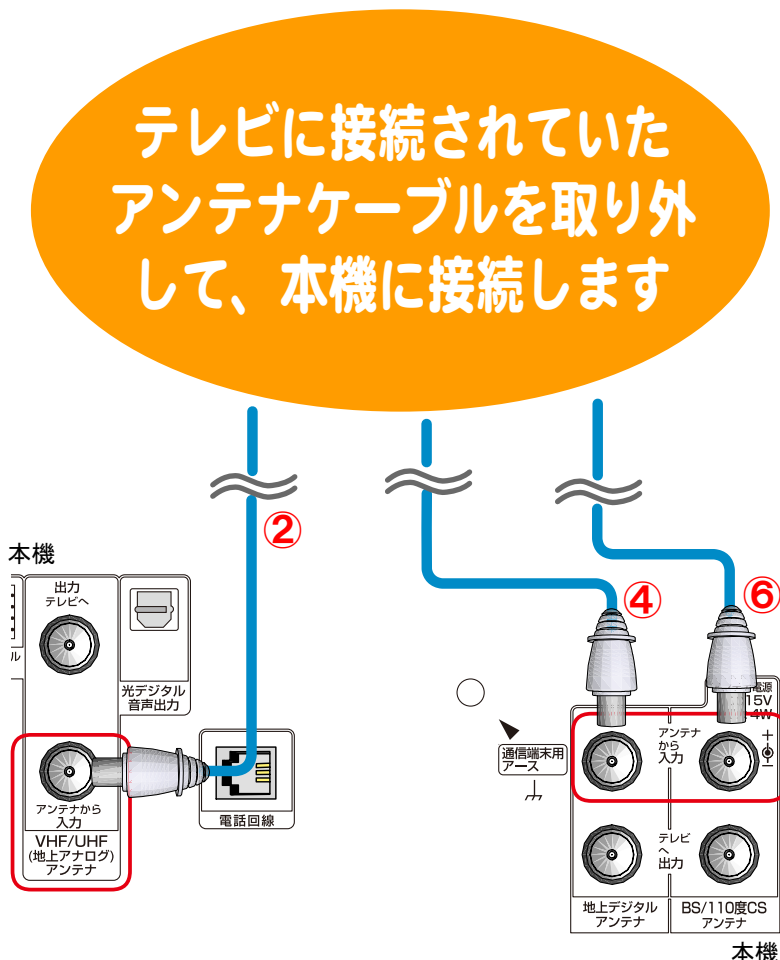 テレビに接続されていた
アンテナケーブルを取り外
して、本機に接続します
②
④
⑥
本機
出力
テレビへ
ル
光デジタル
音声出力
アンテナから
入力
VHF/UHF
(地上アナログ)
アンテナ
電話回線
通信端末用
アース
電源
15V
4W
アンテナ
から
入力
+
−
テレビ
へ
出力
地上デジタル
アンテナ
BS/110度CS
アンテナ
本機